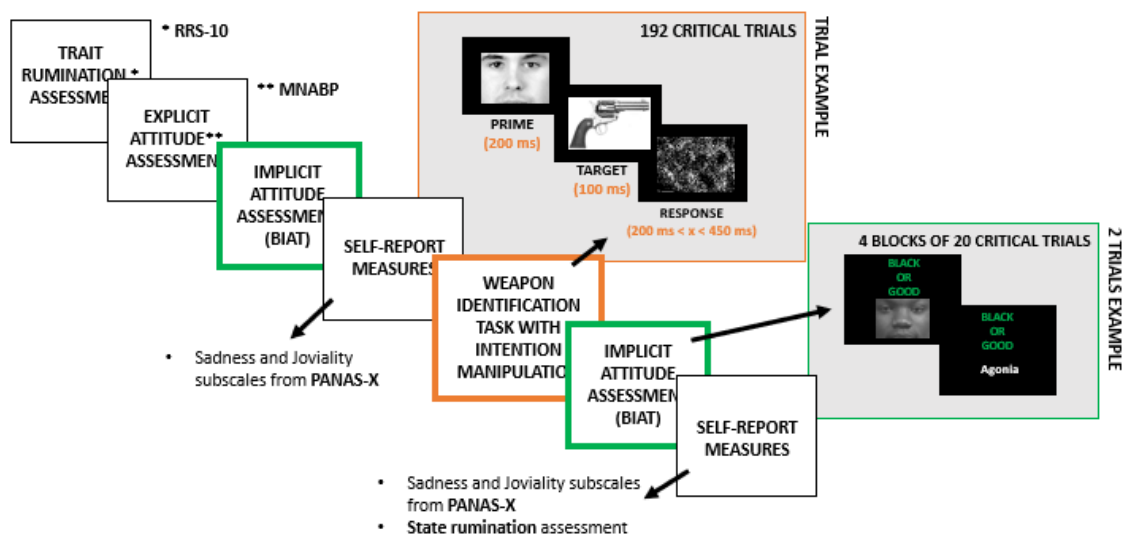 * RRS-10
TRAIT
RUMINATION *
ASSESSMEN
** MNABP
EXPLICIT
ATTITUDE**
ASSESSMEN
IMPLICIT
ATTITUDE
ASSESSMEN
(BIAT)
SELF-REPORT
MEASURES
• Sadness and Joviality
subscales from PANAS-X
WEAPON
IDENTIFICATION
TASK WITH
INTENTION
MANIPULATION
192 CRITICAL TRIALS
PRIME
(200 ms)
TARGET
(100 ms)
RESPONSE
(200 ms < x < 450 ms)
TRIAL EXAMPLE
IMPLICIT
ATTITUDE
ASSESSMEN
(BIAT)
4 BLOCKS OF 20 CRITICAL TRIALS
BLACK
OR
GOOD
BLACK
OR
GOOD
Agonia
2 TRIALS EXAMPLE
SELF-REPORT
MEASURES
• Sadness and Joviality subscales
from PANAS-X
• State rumination assessment